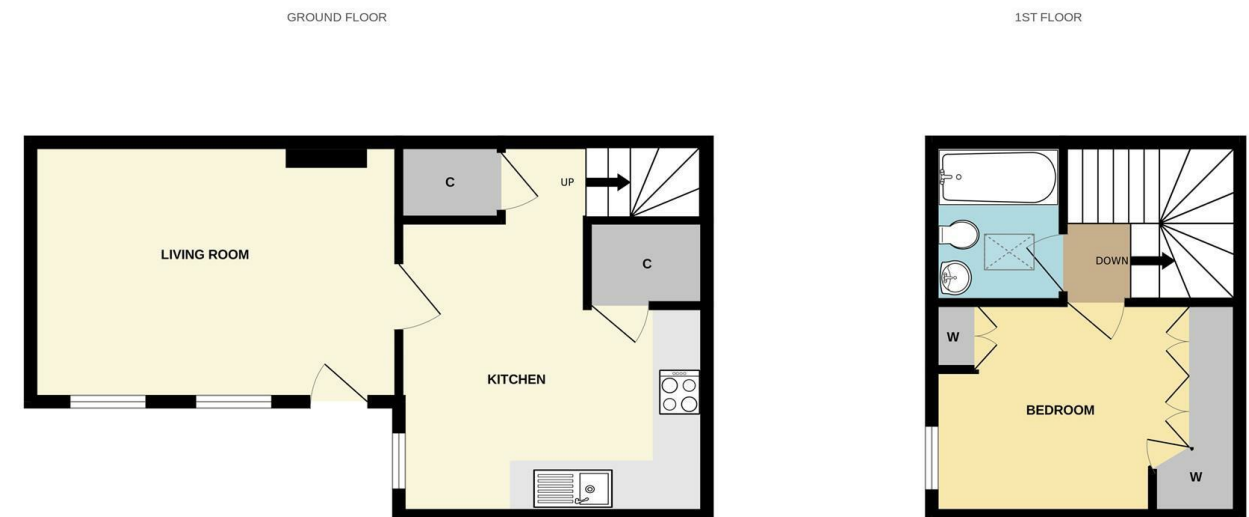 GROUND FLOOR
1ST FLOOR
C
UP
LIVING ROOM
C
DOWN
KITCHEN
W
BEDROOM
W